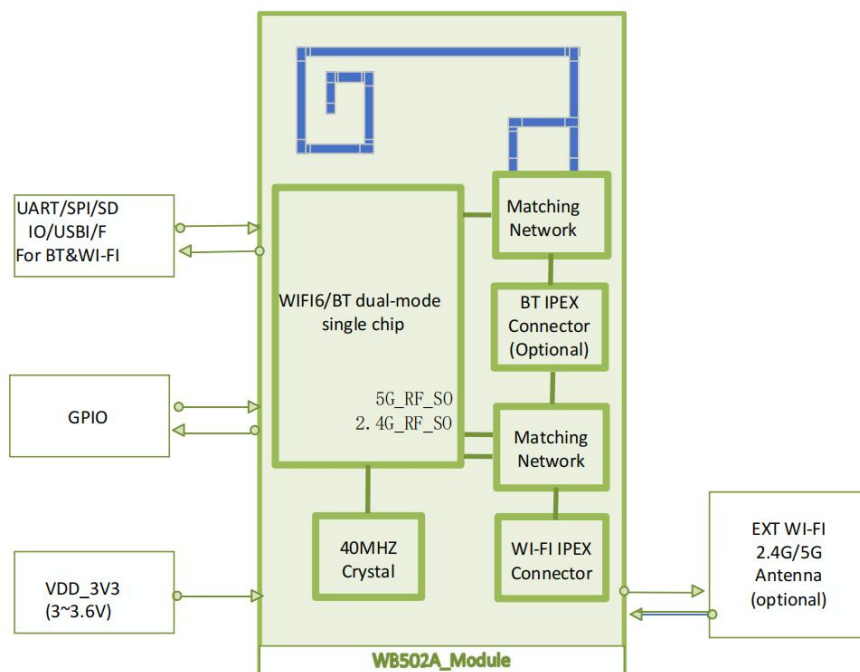 UART/SPI/SD
IO/USBI/F
For BT&WI-FI
GPIO
VDD_3V3
(3~3.6V)
WIFI6/BT dual-mode
single chip
5G_RF_SO
2.4G_RF_SO
40MHZ
Crystal
Matching
Network
BT IPEX
Connector
(Optional)
Matching
Network
WI-FI IPEX
Connector
EXT WI-FI
2.4G/5G
Antenna
(optional)
WB502A_Module